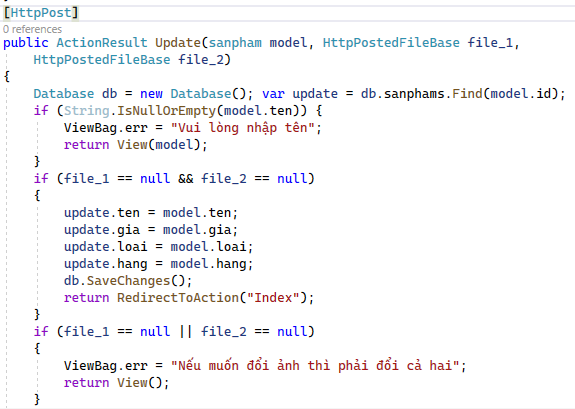 [HttpPost]
0 references
public ActionResult Update(sanpham model, HttpPostedFileBase file_1,
    HttpPostedFileBase file_2)
{
    Database db = new Database(); var update = db.sanphams.Find(model.id);
    if (String.IsNullOrEmpty(model.ten)) {
        ViewBag.err = "Vui lòng nhập tên";
        return View(model);
    }
    if (file_1 == null && file_2 == null)
    {
        update.ten = model.ten;
        update.gia = model.gia;
        update.loai = model.loai;
        update.hang = model.hang;
        db.SaveChanges();
        return RedirectToAction("Index");
    }
    if (file_1 == null || file_2 == null)
    {
        ViewBag.err = "Nếu muốn đổi ảnh thì phải đổi cả hai";
        return View();
    }